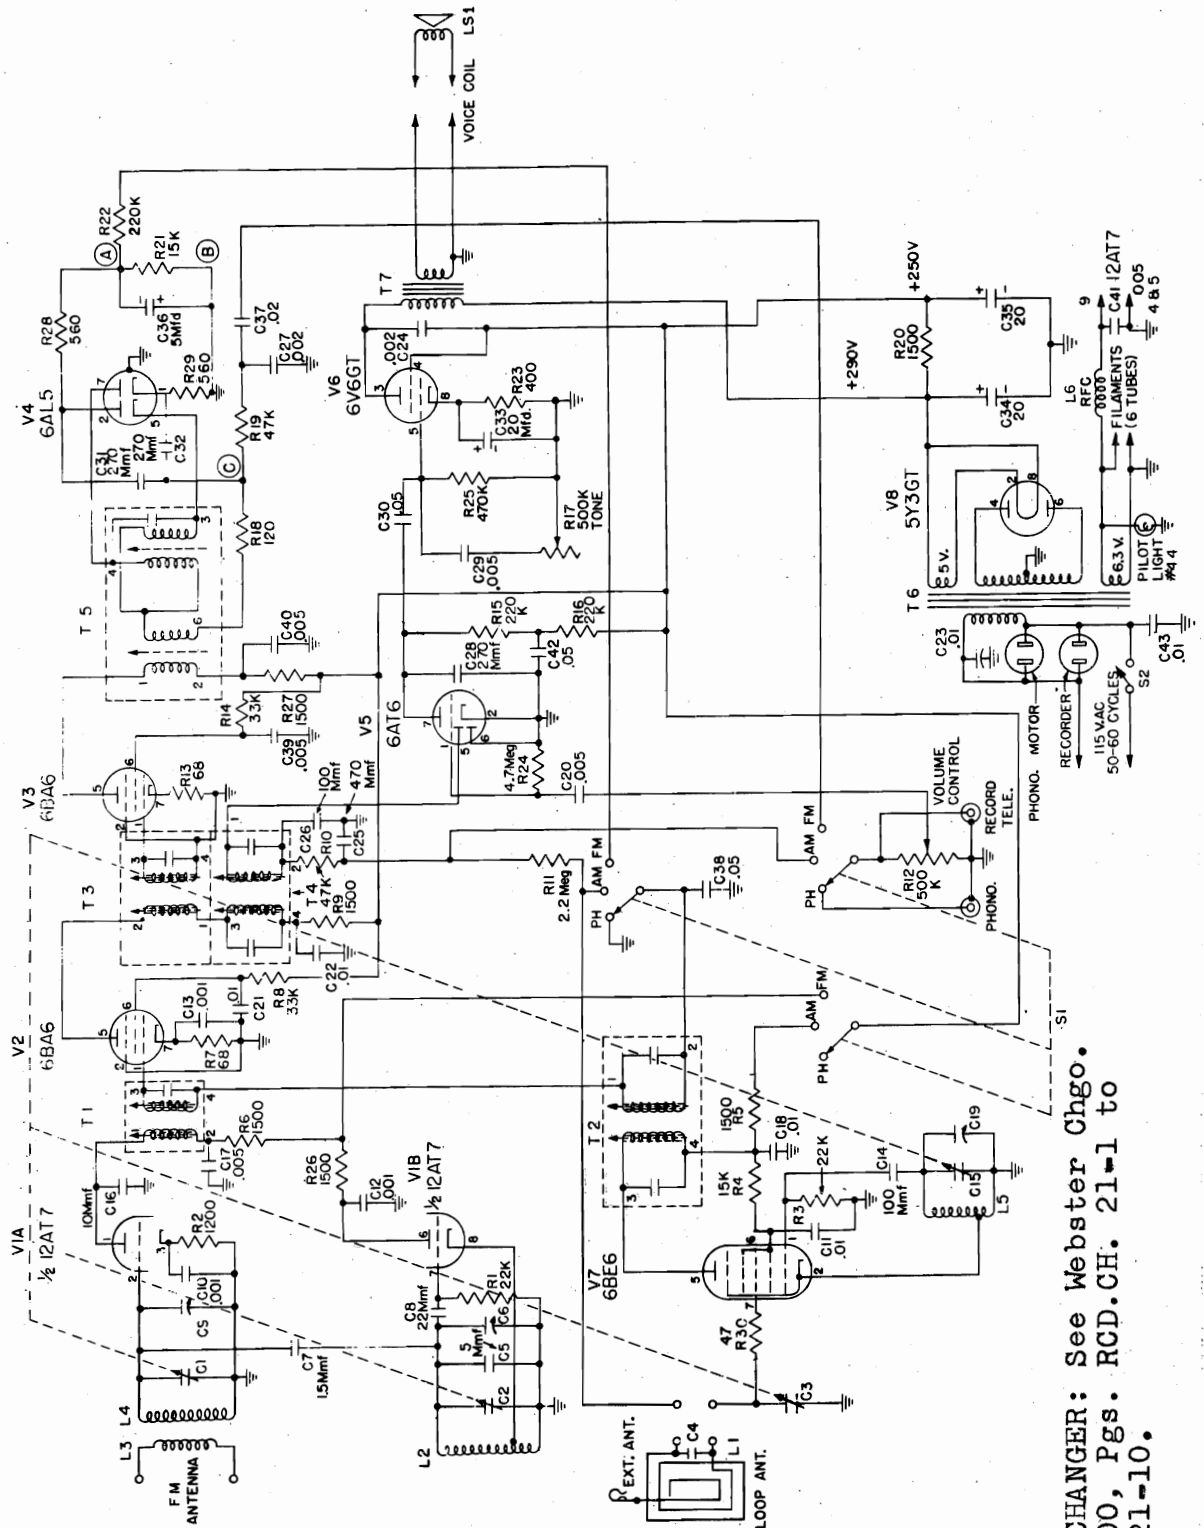 V1A
½ 12AT7
V2
6BA6
V3
6BA6
V4
6AL5
L3
L4
FM
ANTENNA
C1
C10
.001
R2
1200
C16
10Mmf
T1
C17
.005
R6
1500
C7
1.5Mmf
R7
68
C13
.001
C21
.01
R8
33K
T3
T4
C22
.01
R9
1500
R10
47K
C26
100
Mmf
C25
470
Mmf
R13
68
C39
.005
R14
33K
R27
1500
C40
.005
T5
R18
120
C31
270
Mmf
270
Mmf
C32
R28
560
R29
560
C36
5Mfd
R21
15K
R22
220K
A
B
C
R19
47K
C27
.002
C37
.02
L2
C2
C5
5
Mmf
C6
C8
22Mmf
R1
22K
V1B
½ 12AT7
C12
.001
R26
1500
V5
6AT6
4.7Meg
R24
C20
.005
C28
270
Mmf
C42
.05
R15
220
K
R16
220
K
C30
.05
C29
.005
R25
470K
R17
500K
TONE
V6
6V6GT
C33
20
Mfd.
R23
400
.002
C24
T7
VOICE COIL
LS1
EXT. ANT.
LOOP ANT.
L1
C4
C3
47
V7
6BE6
15K
R4
1500
R5
C18
.01
R3
22K
C11
.01
C14
100
Mmf
C15
C19
L5
T2
C38
.05
R11
2.2 Meg
PH
AM
FM
PH
AM
FM
PH
AM
FM
S1
R12
500
K
VOLUME
CONTROL
PHONO.
RECORD
TELE.
PHONO. MOTOR
RECORDER
115 V.AC
50-60 CYCLES
S2
C23
.01
C43
.01
T6
5V.
6.3 V.
PILOT
LIGHT
#44
V8
5Y3GT
+290V
+250V
R20
1500
C34
20
C35
20
L6
RFC
FILAMENTS
(6 TUBES)
9
C41
12AT7
.005
4 & 5
CHANGER: See Webster Chgo.
00, Pgs. RCD.CH. 21-1 to
21-10.